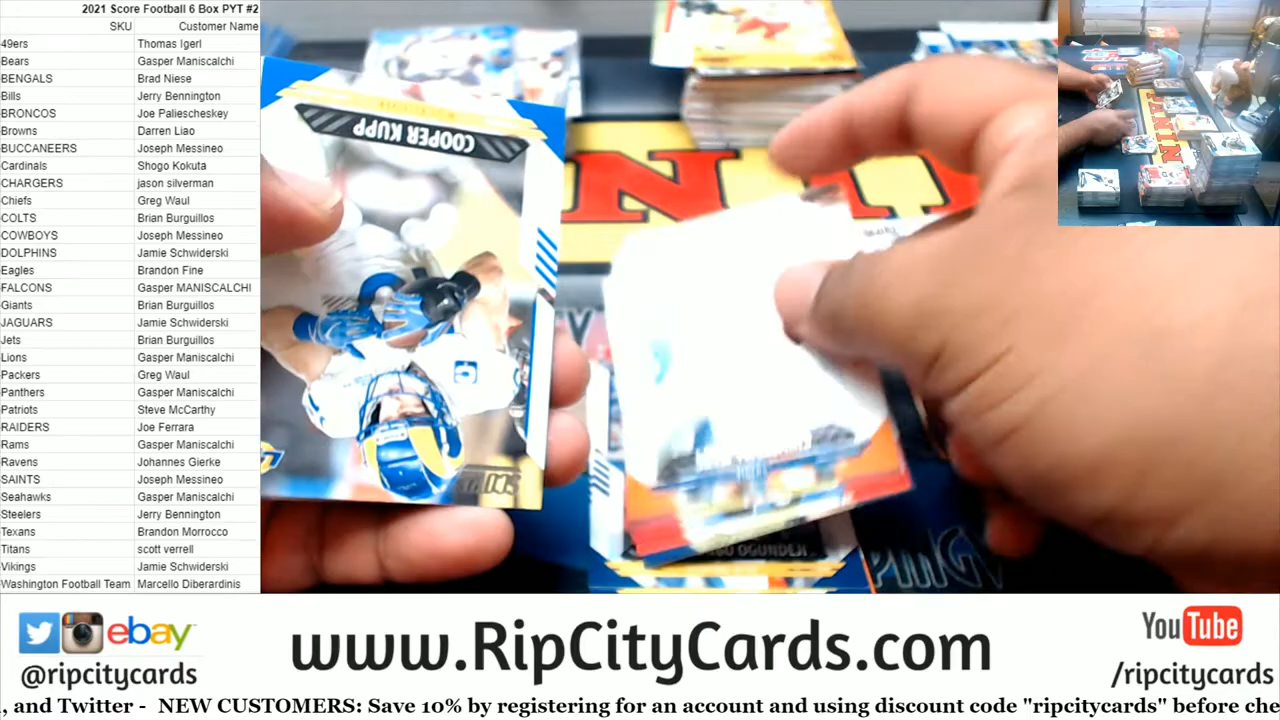 2021 Score Football 6 Box PYT #2
SKU Customer Name
49ers Thomas Igerl
Bears Gasper Maniscalchi
BENGALS Brad Niese
Bills Jerry Bennington
BRONCOS Joe Paliescheskey
Browns Darren Liao
BUCCANEERS Joseph Messineo
Cardinals Shogo Kokuta
CHARGERS jason silverman
Chiefs Greg Waul
COLTS Brian Burguillos
COWBOYS Joseph Messineo
DOLPHINS Jamie Schwiderski
Eagles Brandon Fine
FALCONS Gasper MANISCALCHI
Giants Brian Burguillos
JAGUARS Jamie Schwiderski
Jets Brian Burguillos
Lions Gasper Maniscalchi
Packers Greg Waul
Panthers Gasper Maniscalchi
Patriots Steve McCarthy
RAIDERS Joe Ferrara
Rams Gasper Maniscalchi
Ravens Johannes Gierke
SAINTS Joseph Messineo
Seahawks Gasper Maniscalchi
Steelers Jerry Bennington
Texans Brandon Morrocco
Titans scott verrell
Vikings Jamie Schwiderski
Washington Football Team Marcello Diberardinis
COOPER KUPP
PANINI
ebay
@ripcitycards
www.RipCityCards.com
YouTube
/ripcitycards
, and Twitter - NEW CUSTOMERS: Save 10% by registering for an account and using discount code "ripcitycards" before che